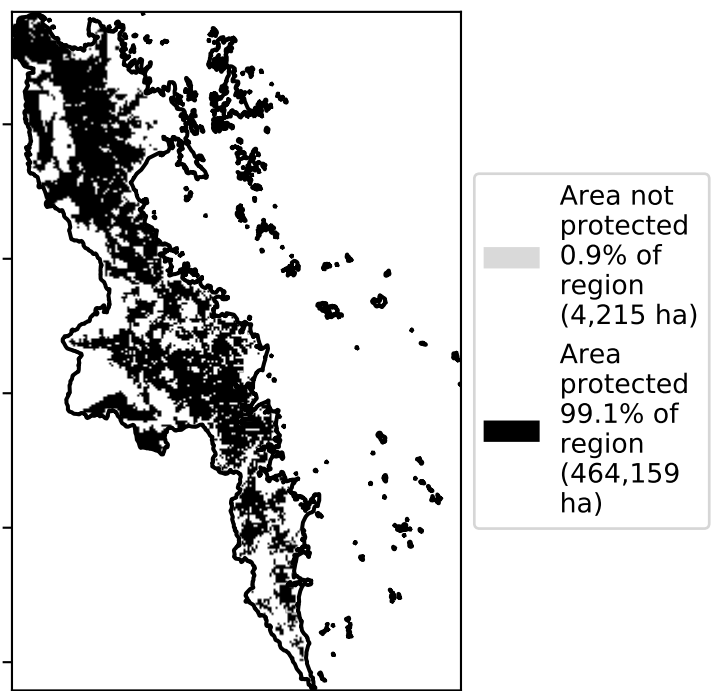 Area not
protected
0.9% of
region
(4,215 ha)
Area
protected
99.1% of
region
(464,159
ha)